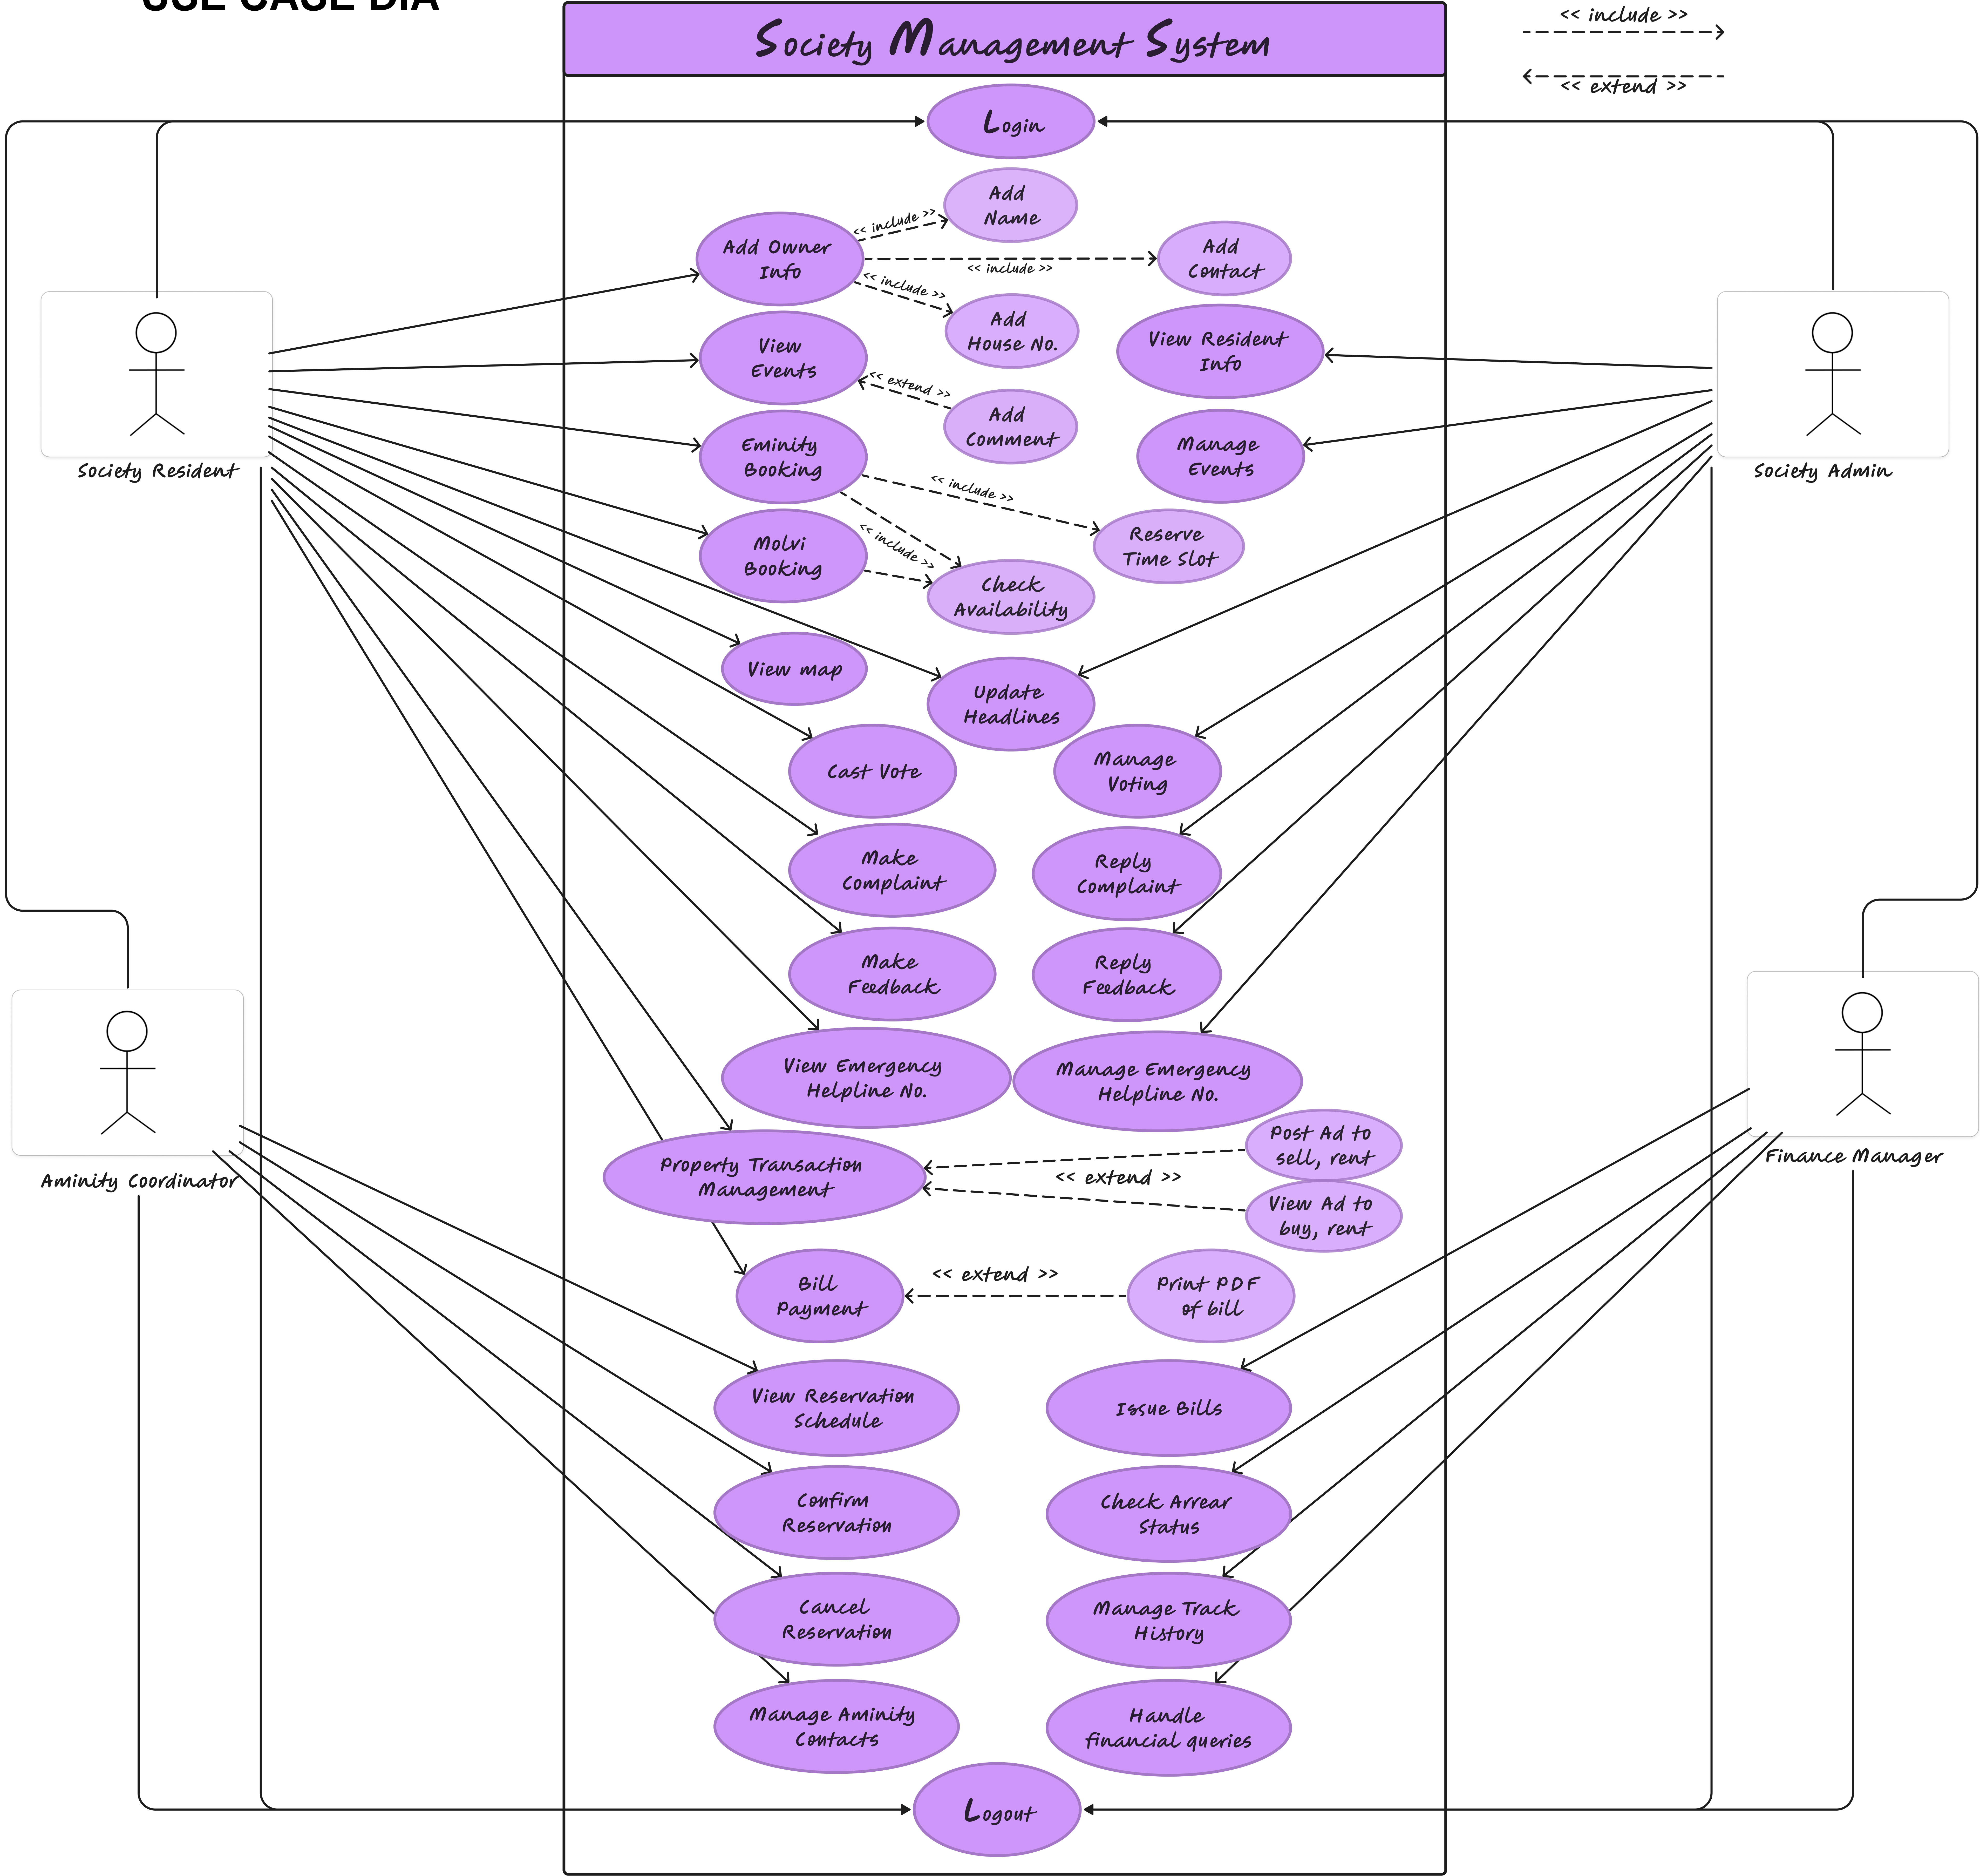 USE CASE DIA
Society Management System
<< include >>
<< extend >>
Login
Add
Name
<< include >>
Add Owner
Info
<< include >>
Add
Contact
<< include >>
Add
House No.
View
Events
View Resident
Info
<< extend >>
Add
Comment
Eminity
Booking
Manage
Events
Society Resident
Society Admin
<< include >>
Reserve
Time Slot
Molvi
Booking
<< include >>
Check
Availability
View map
Update
Headlines
Cast Vote
Manage
Voting
Make
Complaint
Reply
Complaint
Make
Feedback
Reply
Feedback
View Emergency
Helpline No.
Manage Emergency
Helpline No.
Post Ad to
sell, rent
Property Transaction
Management
<< extend >>
View Ad to
buy, rent
Aminity Coordinator
Finance Manager
Bill
Payment
<< extend >>
Print PDF
of bill
View Reservation
Schedule
Issue Bills
Confirm
Reservation
Check Arrear
Status
Cancel
Reservation
Manage Track
History
Manage Aminity
Contacts
Handle
financial queries
Logout